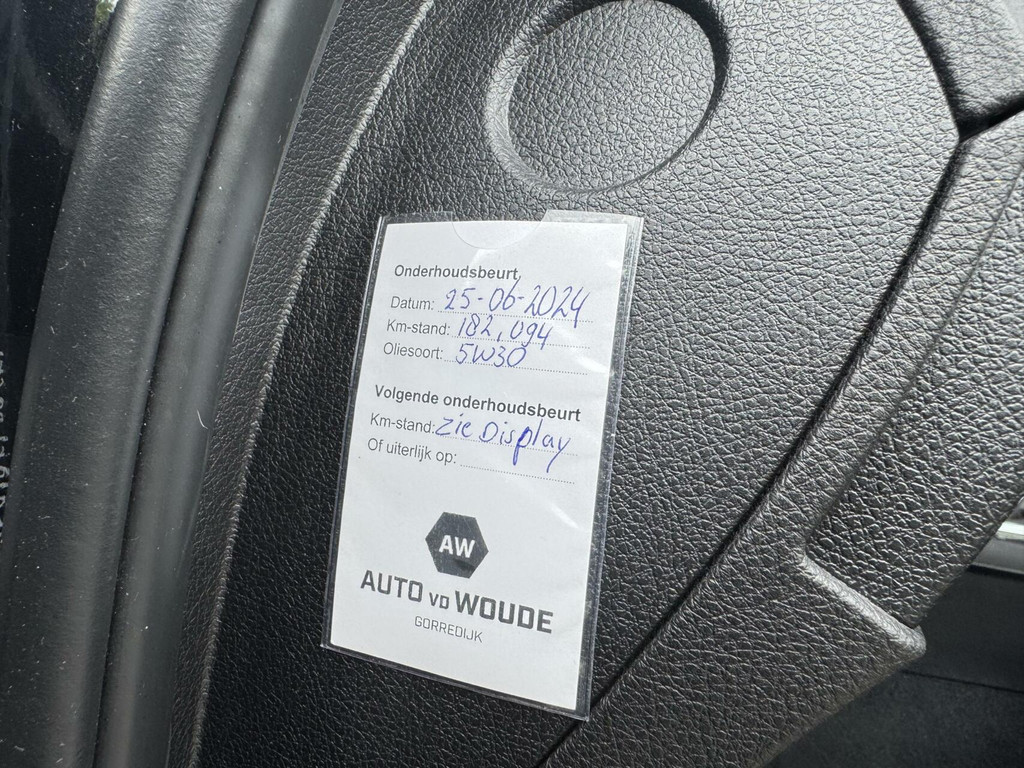 Onderhoudsbeurt
Datum: 25-06-2024
Km-stand: 182,094
Oliesoort: 5W30
Volgende onderhoudsbeurt
Km-stand: Zie Display
Of uiterlijk op:
AW
AUTO VD WOUDE
GORREDIJK